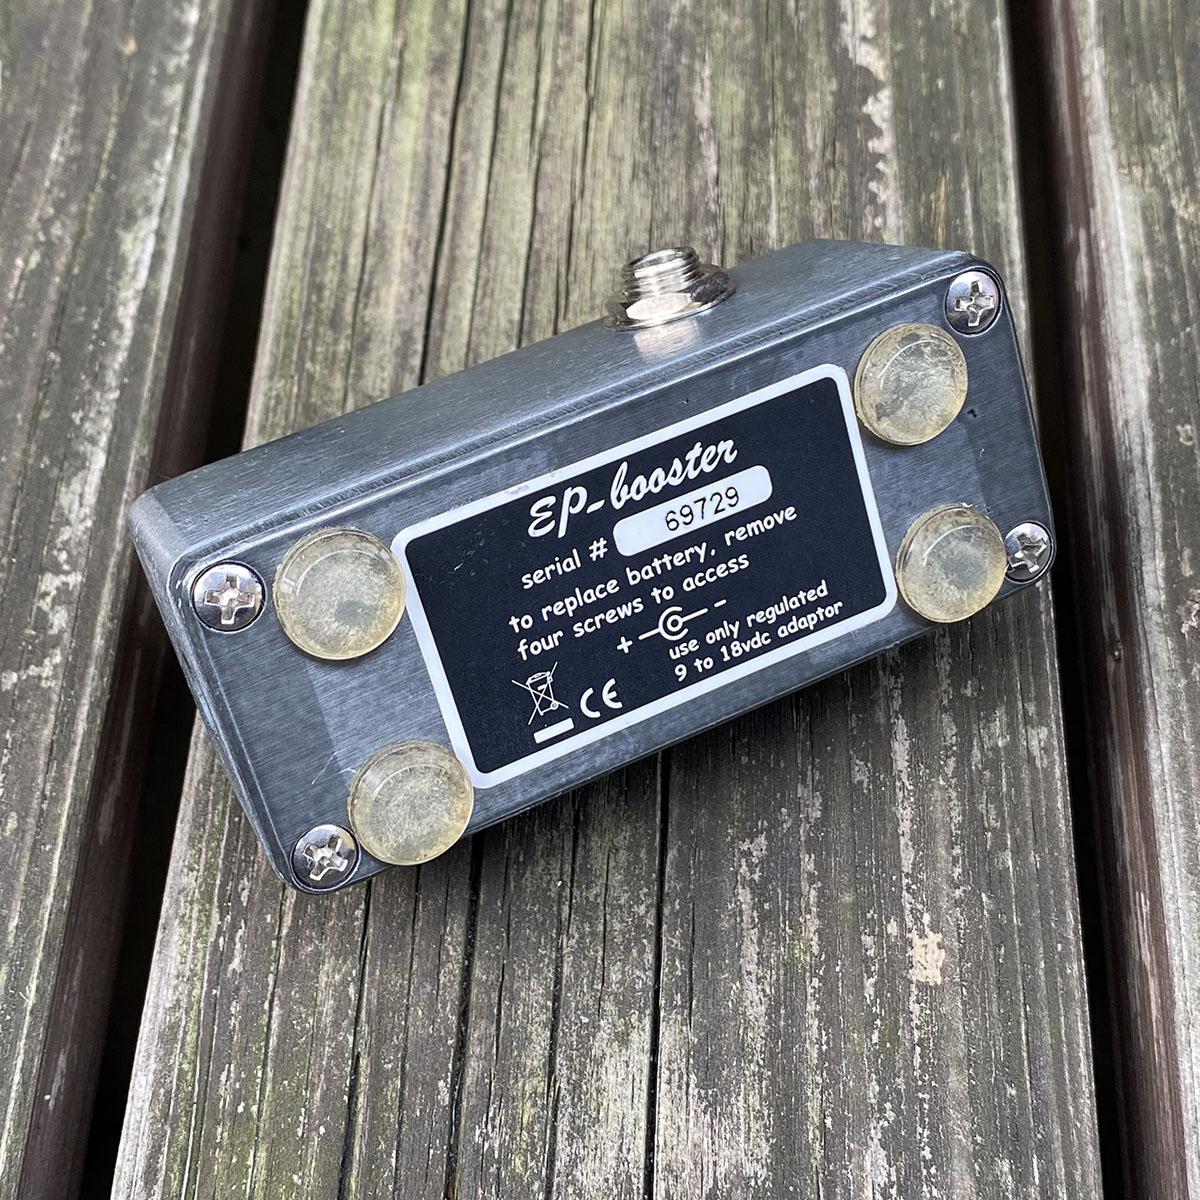 EP-booster
serial # 69729
to replace battery, remove
four screws to access
+ -
use only regulated
9 to 18vdc adaptor
CE